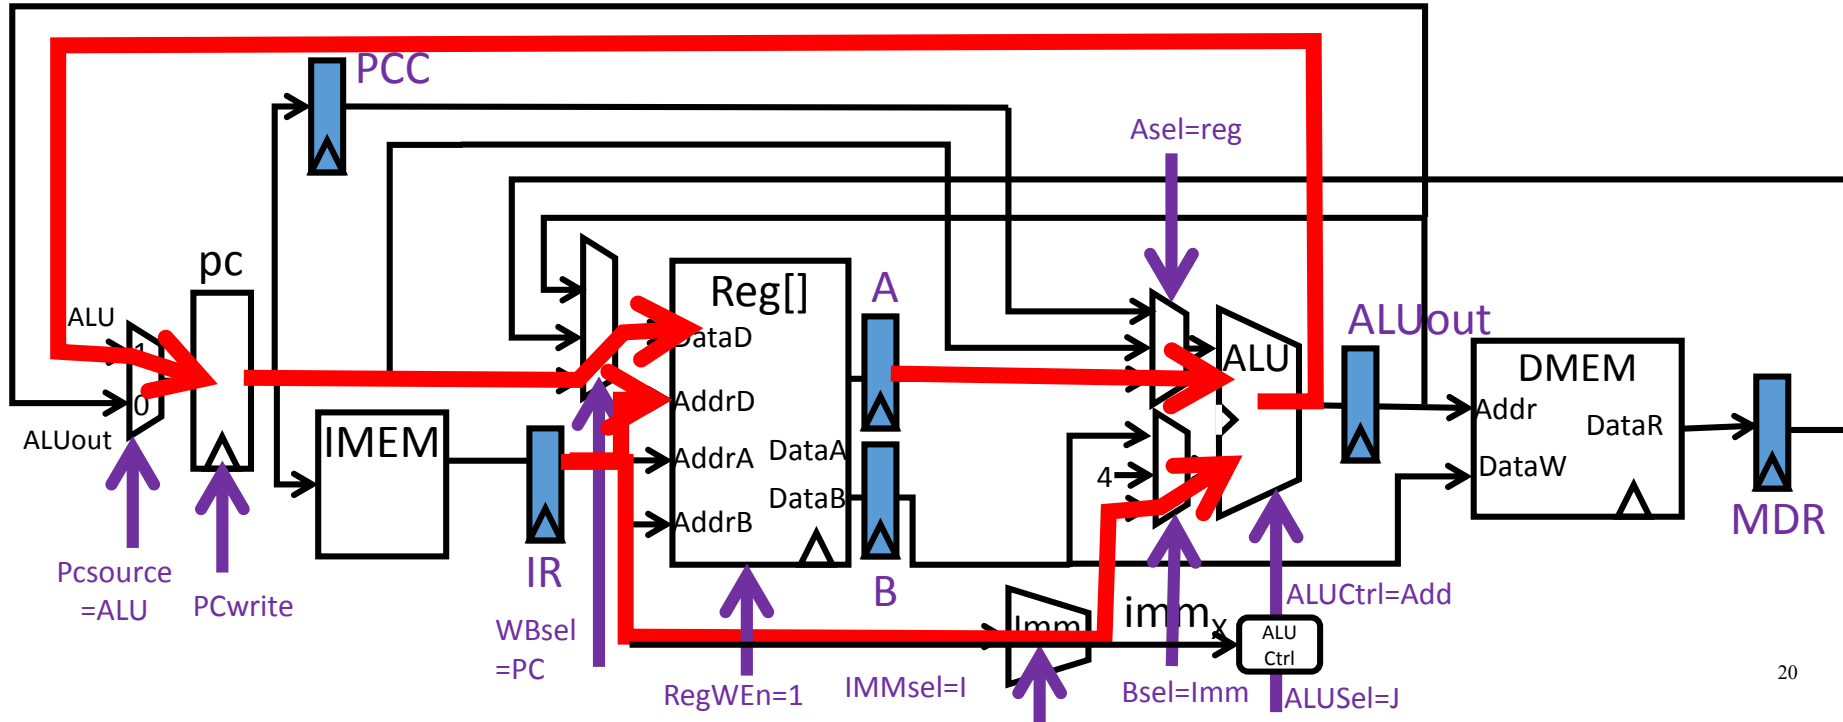 PCC
Asel=reg
pc
Reg[]
A
ALUout
ALU
1
DataD
ALU
DMEM
0
AddrD
Addr
DataR
ALUout
IMEM
AddrA
DataA
4
DataW
DataB
AddrB
MDR
IR
B
Pcsource
=ALU
PCwrite
WBsel
=PC
RegWEn=1
Imm
immx
ALUCtrl=Add
ALU
Ctrl
IMMsel=I
Bsel=Imm
ALUSel=J
20